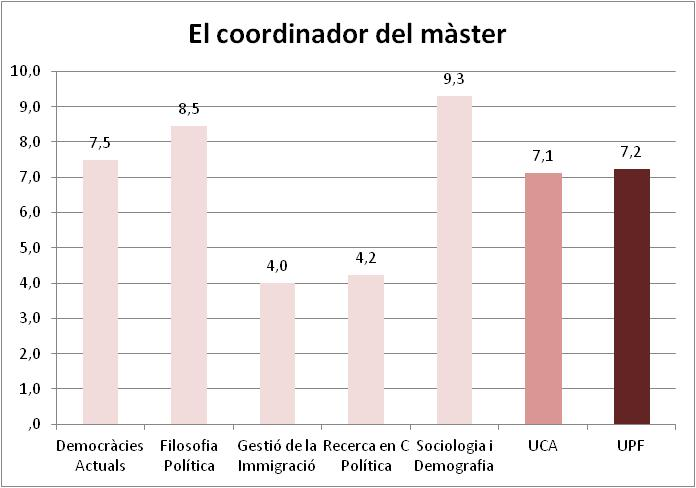 El coordinador del màster
10,0
9,0
8,0
7,0
6,0
5,0
4,0
3,0
2,0
1,0
,0
7,5
8,5
4,0
4,2
9,3
7,1
7,2
Democràcies
Actuals
Filosofia
Política
Gestió de la
Immigració
Recerca en C
Política
Sociologia i
Demografia
UCA
UPF